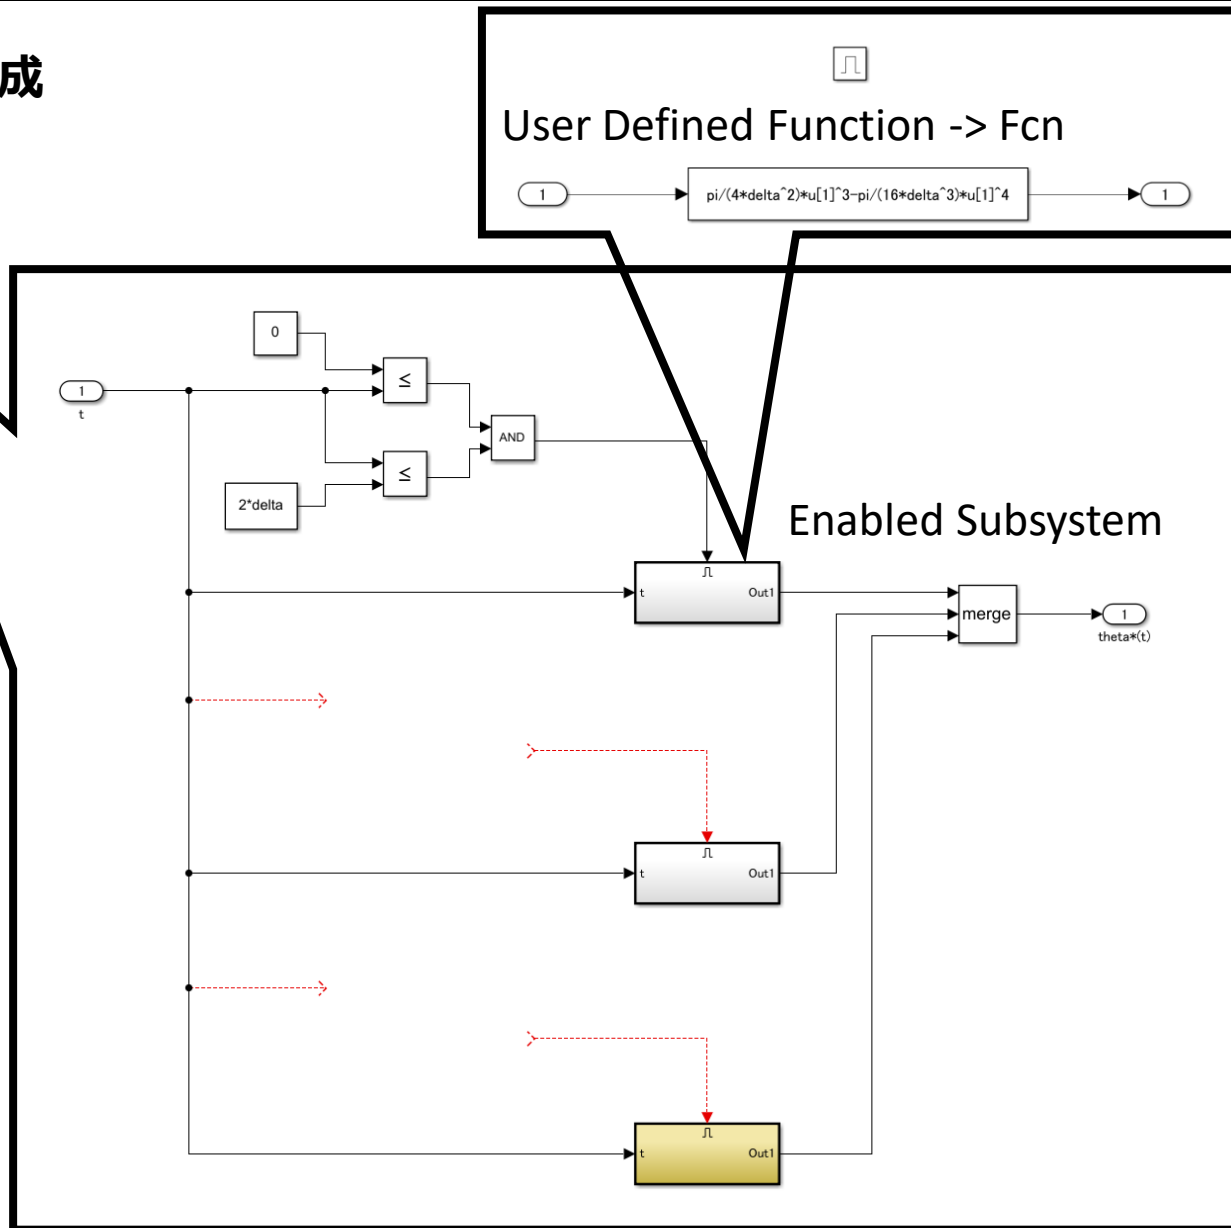 成
User Defined Function -> Fcn
1
pi/(4*delta^2)*u[1]^3-pi/(16*delta^3)*u[1]^4
1
0
≤
1
t
AND
≤
2*delta
Enabled Subsystem
t
Out1
merge
1
theta*(t)
t
Out1
t
Out1